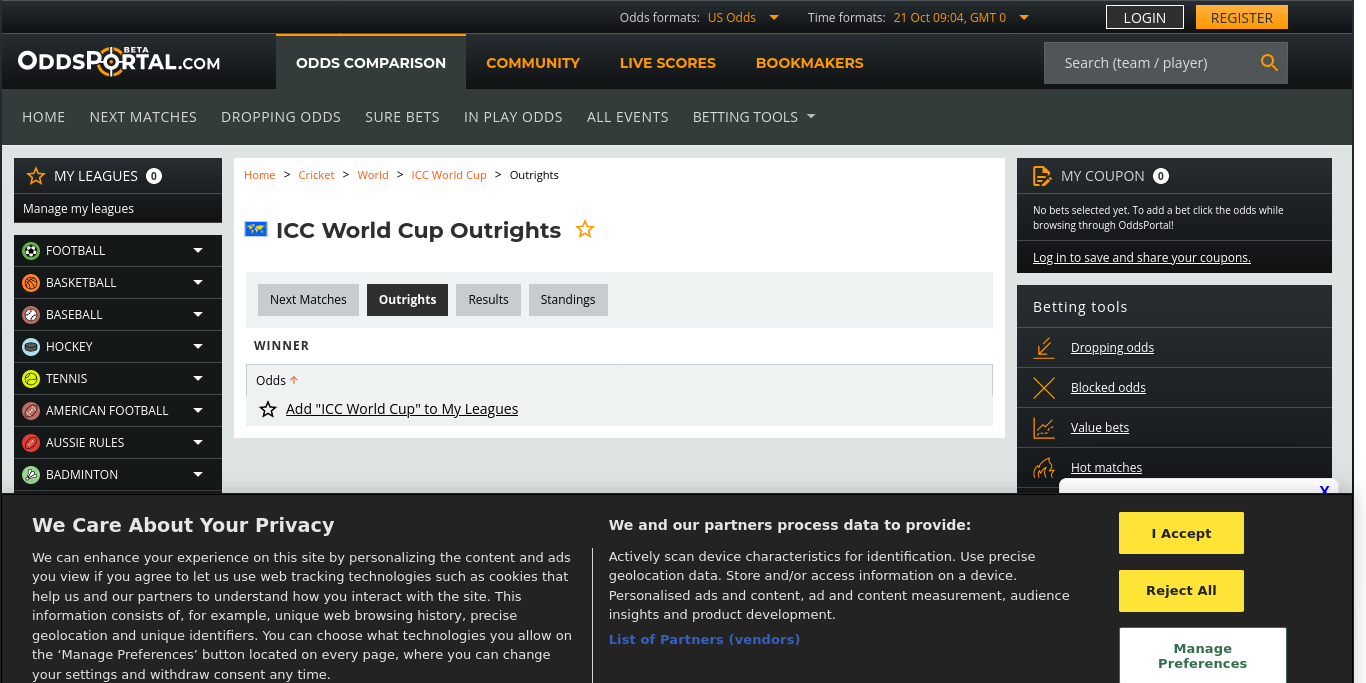 Odds formats: US Odds Time formats: 21 Oct 09:04, GMT 0 LOGIN REGISTER
BETA
ODDSPORTAL.COM ODDS COMPARISON COMMUNITY LIVE SCORES BOOKMAKERS Search (team / player)
HOME NEXT MATCHES DROPPING ODDS SURE BETS IN PLAY ODDS ALL EVENTS BETTING TOOLS
MY LEAGUES 0
Manage my leagues
FOOTBALL
BASKETBALL
BASEBALL
HOCKEY
TENNIS
AMERICAN FOOTBALL
AUSSIE RULES
BADMINTON
Home > Cricket > World > ICC World Cup > Outrights
ICC World Cup Outrights
Next Matches Outrights Results Standings
WINNER
Odds
Add "ICC World Cup" to My Leagues
MY COUPON 0
No bets selected yet. To add a bet click the odds while
browsing through OddsPortal!
Log in to save and share your coupons.
Betting tools
Dropping odds
Blocked odds
Value bets
Hot matches
X
We Care About Your Privacy
We can enhance your experience on this site by personalizing the content and ads
you view if you agree to let us use web tracking technologies such as cookies that
help us and our partners to understand how you interact with the site. This
information consists of, for example, unique web browsing history, precise
geolocation and unique identifiers. You can choose what technologies you allow on
the ‘Manage Preferences’ button located on every page, where you can change
your settings and withdraw consent any time.
We and our partners process data to provide:
Actively scan device characteristics for identification. Use precise
geolocation data. Store and/or access information on a device.
Personalised ads and content, ad and content measurement, audience
insights and product development.
List of Partners (vendors)
I Accept
Reject All
Manage
Preferences